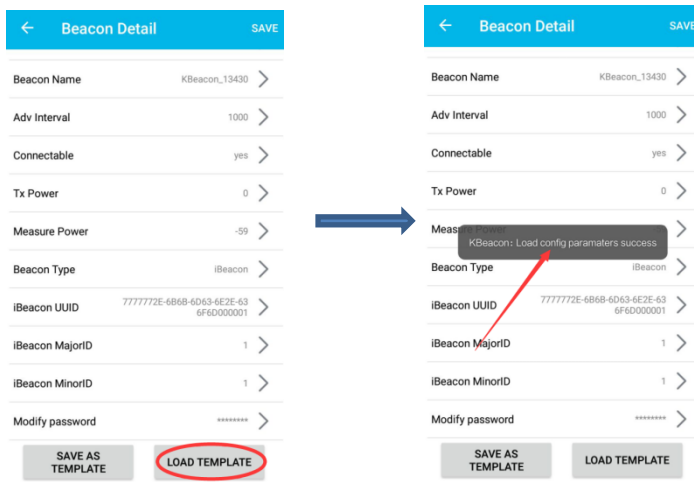 Beacon Detail SAVE
Beacon Name KBeacon_13430
Adv Interval 1000
Connectable yes
Tx Power 0
Measure Power -59
Beacon Type iBeacon
iBeacon UUID 7777772E-6B6B-6D63-6E2E-63
6F6D000001
iBeacon MajorID 1
iBeacon MinorID 1
Modify password ********
SAVE AS
TEMPLATE
LOAD TEMPLATE
Beacon Detail SAVE
Beacon Name KBeacon_13430
Adv Interval 1000
Connectable yes
Tx Power 0
Measure Power
KBeacon: Load config paramaters success
Beacon Type iBeacon
iBeacon UUID 7777772E-6B6B-6D63-6E2E-63
6F6D000001
iBeacon MajorID 1
iBeacon MinorID 1
Modify password ********
SAVE AS
TEMPLATE
LOAD TEMPLATE